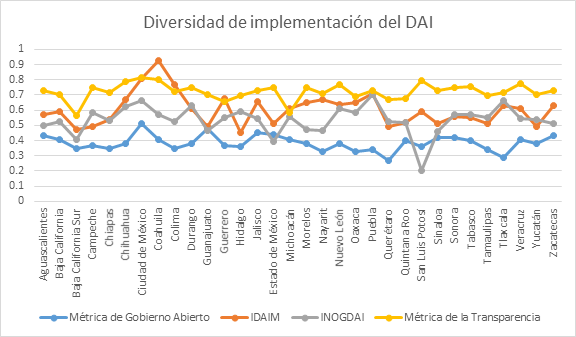 Diversidad de implementación del DAI
1
0.9
0.8
0.7
0.6
0.5
0.4
0.3
0.2
0.1
0
Aguascalientes
Baja California
Baja California Sur
Campeche
Chiapas
Chihuahua
Ciudad de México
Coahuila
Colima
Durango
Guanajuato
Guerrero
Hidalgo
Jalisco
Estado de México
Michoacán
Morelos
Nayarit
Nuevo León
Oaxaca
Puebla
Querétaro
Quintana Roo
San Luis Potosí
Sinaloa
Sonora
Tabasco
Tamaulipas
Tlaxcala
Veracruz
Yucatán
Zacatecas
Métrica de Gobierno Abierto
IDAIM
INOGDAI
Métrica de la Transparencia